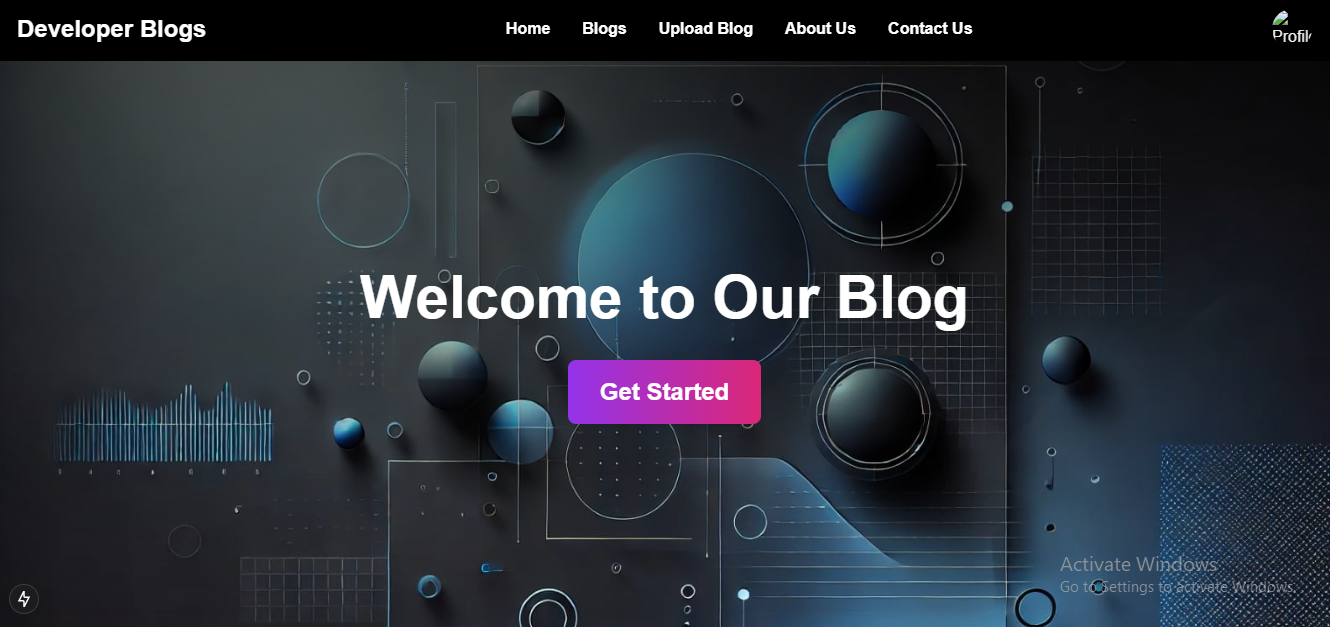 Developer Blogs
Home Blogs Upload Blog About Us Contact Us
Profil
Welcome to Our Blog
Get Started
Activate Windows
Go to Settings to activate Windows.